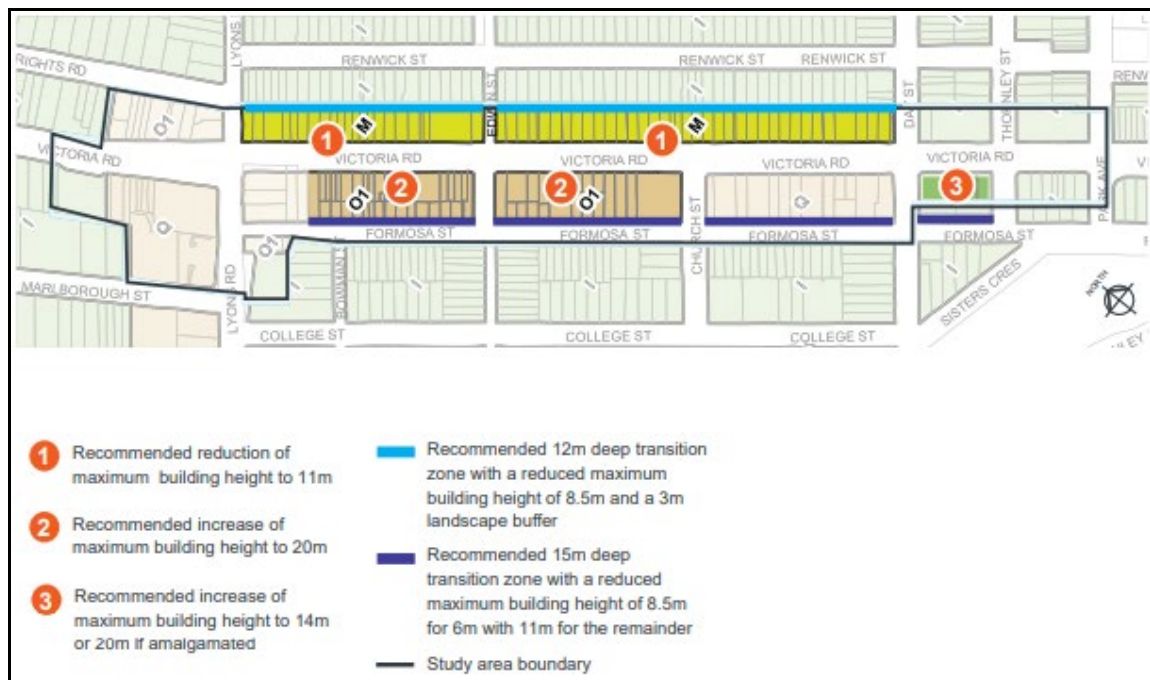 LYONS
RENWICK ST
RENWICK ST
RENWICK ST
THORNLEY ST
RIGHTS RD
I
I
I
I
O1
M
M
1
1
DAY ST
VICTORIA RD
VICTORIA RD
VICTORIA RD
VICTORIA RD
VICTORIA RD
2
2
3
O1
O1
Q
Q
O1
PARK AVE
CHURCH ST
FORMOSA ST
FORMOSA ST
FORMOSA ST
FORMOSA ST
LYONS RD
BOWMAN ST
MARLBOROUGH ST
SISTERS CRES
NORTH
COLLEGE ST
COLLEGE ST
COLLEGE ST
1 Recommended reduction of
maximum building height to 11m
2 Recommended increase of
maximum building height to 20m
3 Recommended increase of
maximum building height to 14m
or 20m if amalgamated
Recommended 12m deep transition
zone with a reduced maximum
building height of 8.5m and a 3m
landscape buffer
Recommended 15m deep
transition zone with a reduced
maximum building height of 8.5m
for 6m with 11m for the remainder
Study area boundary